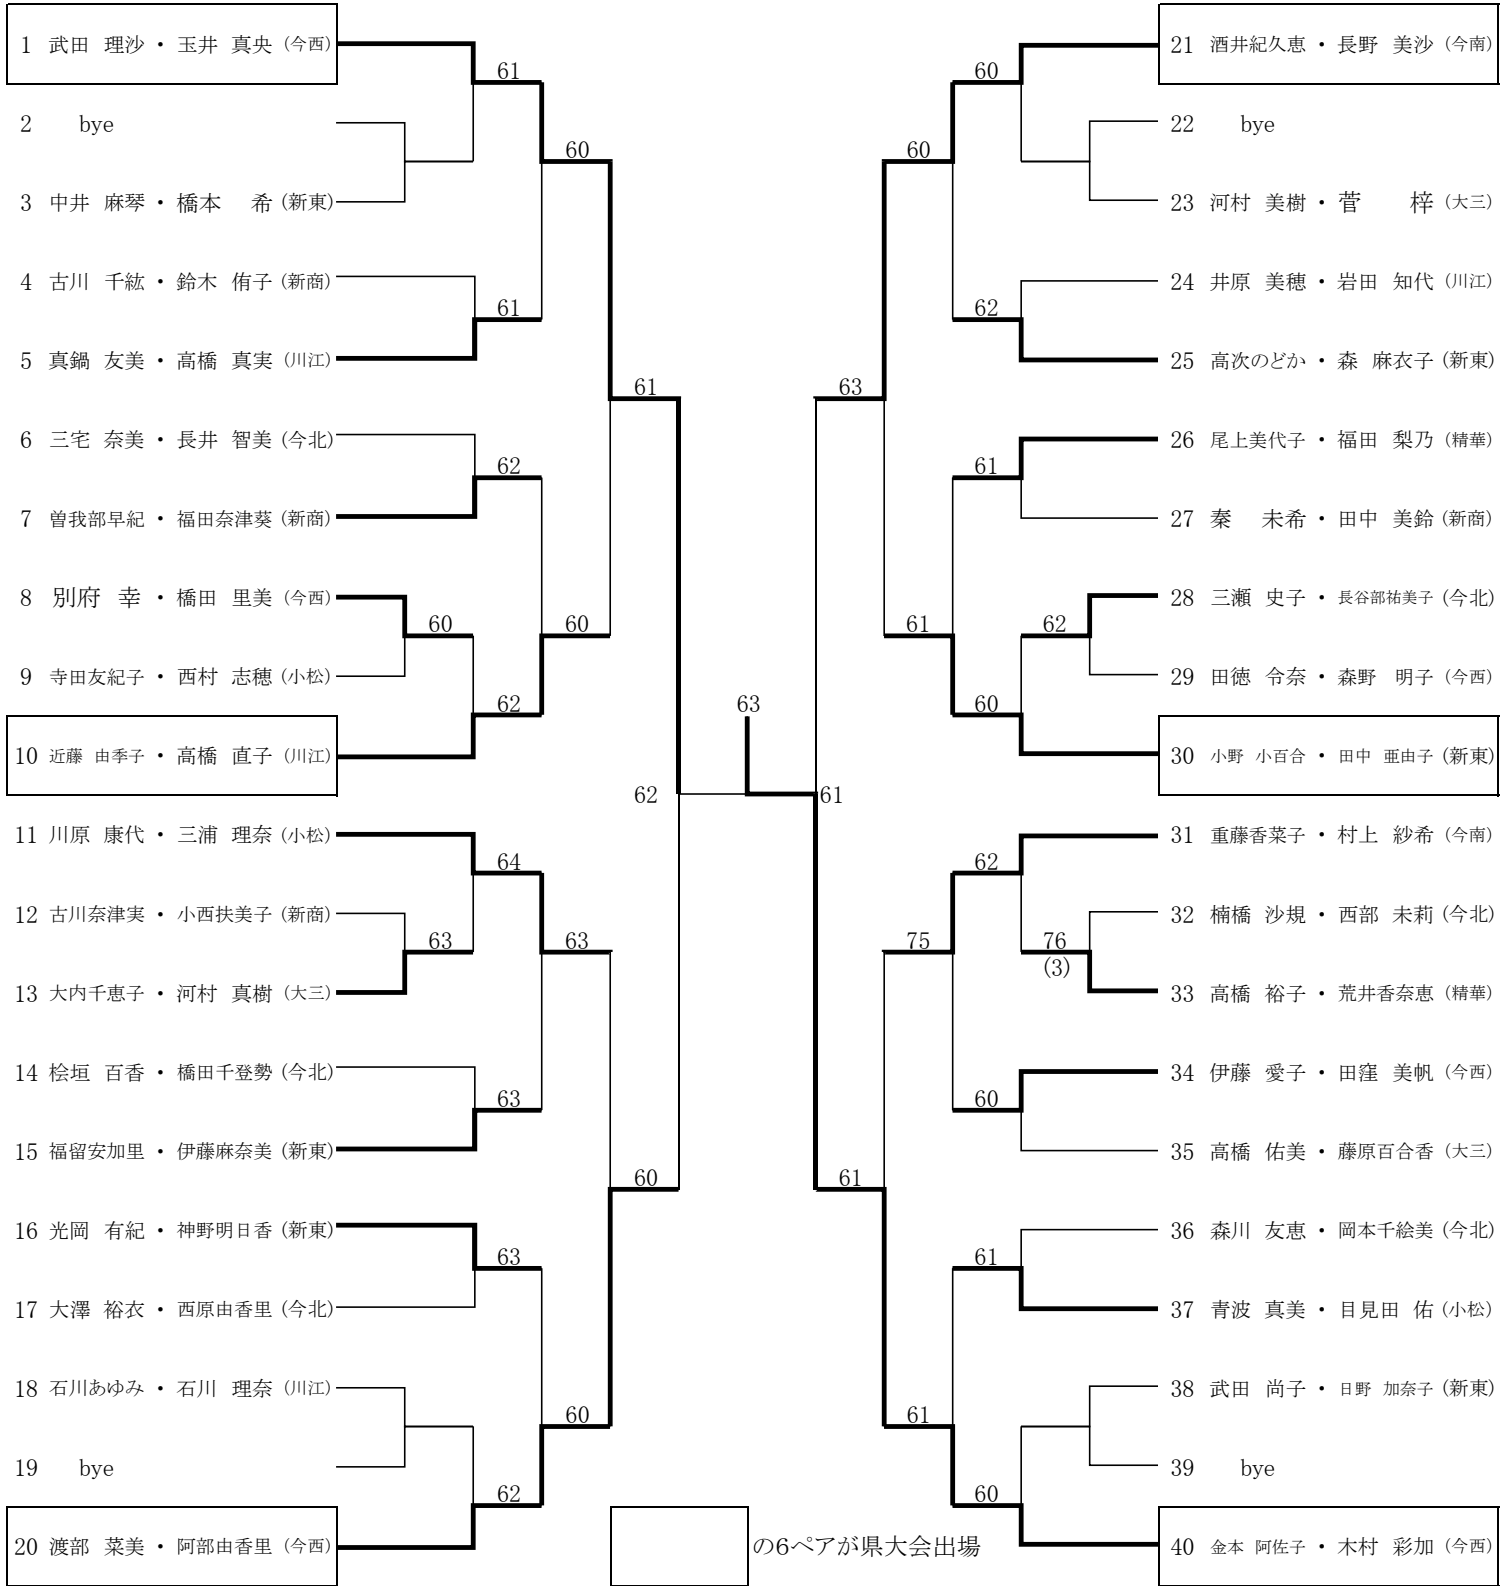 1 武田 理沙 ・ 玉井 真央 (今西)
61
2 bye
60
3 中井 麻琴 ・ 橋本 希 (新東)
4 古川 千紘 ・ 鈴木 侑子 (新商)
61
5 真鍋 友美 ・ 高橋 真実 (川江)
61
6 三宅 奈美 ・ 長井 智美 (今北)
62
7 曽我部早紀 ・ 福田奈津葵 (新商)
8 別府 幸 ・ 橋田 里美 (今西)
60
60
9 寺田友紀子 ・ 西村 志穂 (小松)
62
10 近藤 由季子 ・ 高橋 直子 (川江)
62
11 川原 康代 ・ 三浦 理奈 (小松)
64
12 古川奈津実 ・ 小西扶美子 (新商)
63
63
13 大内千恵子 ・ 河村 真樹 (大三)
14 桧垣 百香 ・ 橋田千登勢 (今北)
63
15 福留安加里 ・ 伊藤麻奈美 (新東)
60
16 光岡 有紀 ・ 神野明日香 (新東)
63
17 大澤 裕衣 ・ 西原由香里 (今北)
18 石川あゆみ ・ 石川 理奈 (川江)
60
19 bye
62
20 渡部 菜美 ・ 阿部由香里 (今西)
63
61
21 酒井紀久恵 ・ 長野 美沙 (今南)
60
22 bye
60
23 河村 美樹 ・ 菅 梓 (大三)
24 井原 美穂 ・ 岩田 知代 (川江)
62
25 高次のどか ・ 森 麻衣子 (新東)
63
26 尾上美代子 ・ 福田 梨乃 (精華)
61
27 秦 未希 ・ 田中 美鈴 (新商)
28 三瀬 史子 ・ 長谷部祐美子 (今北)
62
61
29 田徳 令奈 ・ 森野 明子 (今西)
60
30 小野 小百合 ・ 田中 亜由子 (新東)
31 重藤香菜子 ・ 村上 紗希 (今南)
62
32 楠橋 沙規 ・ 西部 未莉 (今北)
75
76
(3)
33 高橋 裕子 ・ 荒井香奈恵 (精華)
34 伊藤 愛子 ・ 田窪 美帆 (今西)
60
35 高橋 佑美 ・ 藤原百合香 (大三)
61
36 森川 友恵 ・ 岡本千絵美 (今北)
61
37 青波 真美 ・ 目見田 佑 (小松)
38 武田 尚子 ・ 日野 加奈子 (新東)
61
39 bye
60
40 金本 阿佐子 ・ 木村 彩加 (今西)
の6ペアが県大会出場